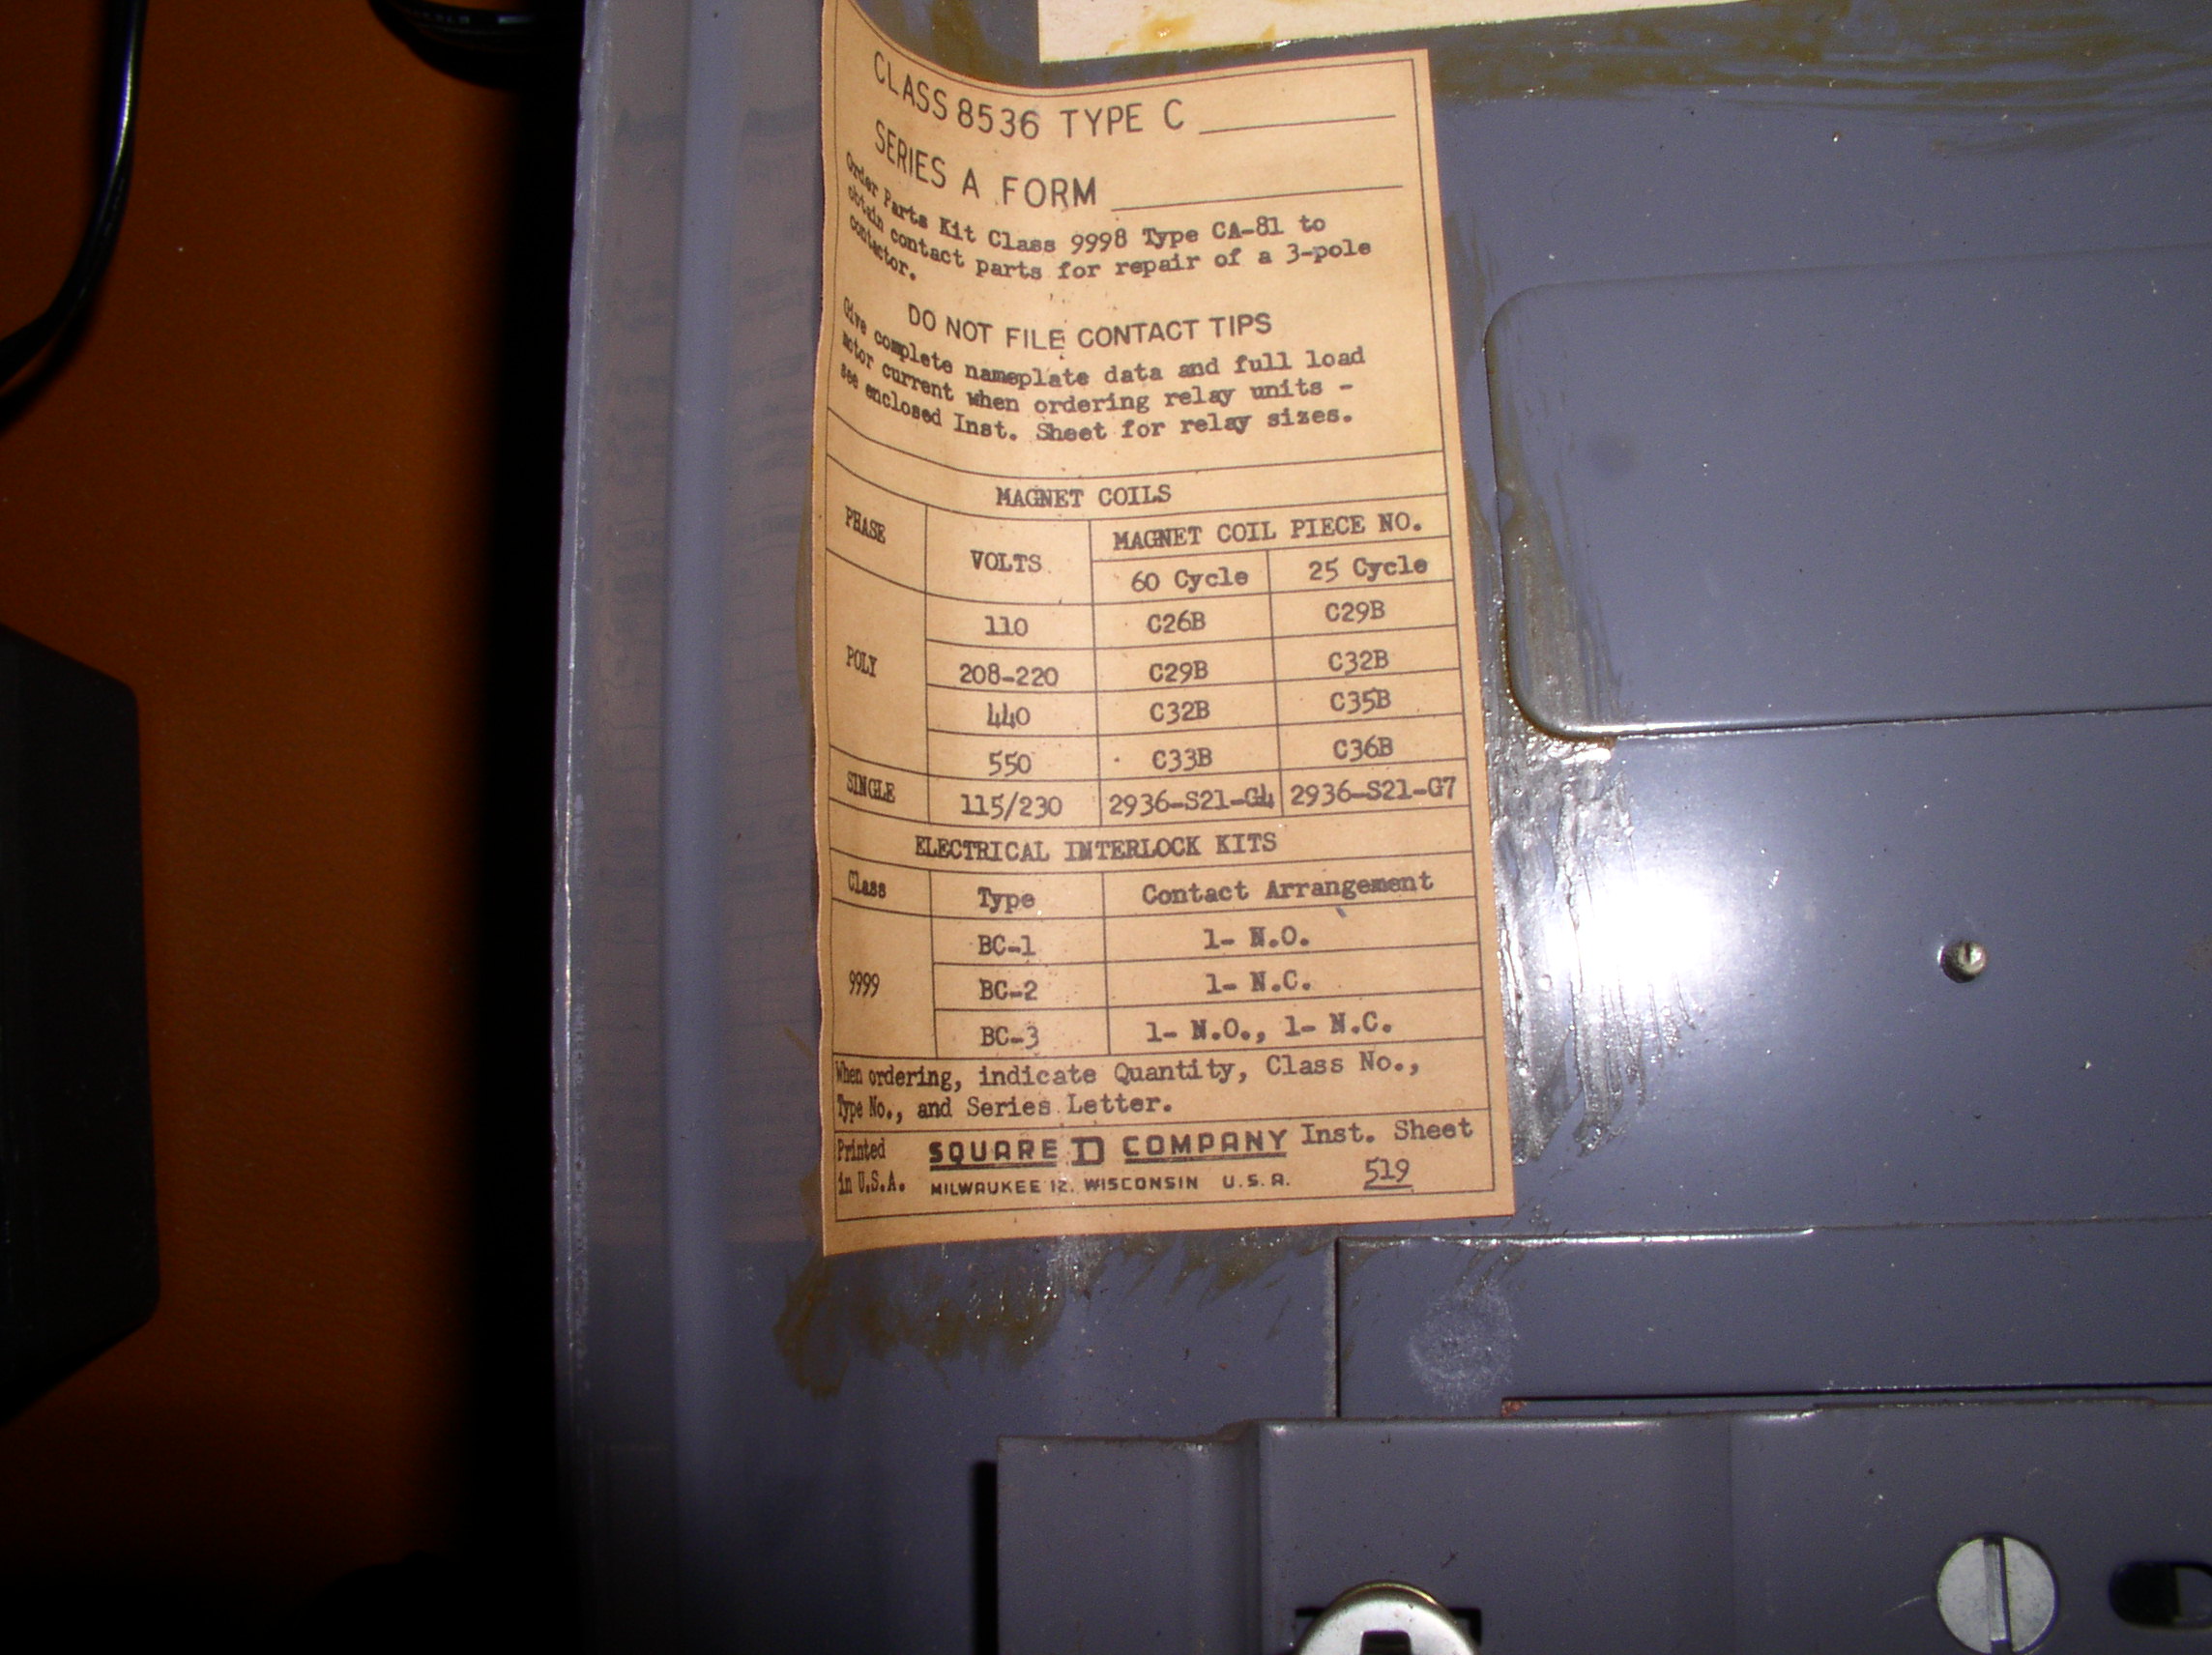 CLASS 8536 TYPE C
SERIES A FORM
Order Parts Kit Class 9998 Type CA-81 to
obtain contact parts for repair of a 3-pole
contactor.
DO NOT FILE CONTACT TIPS
Give complete nameplate data and full load
motor current when ordering relay units -
see enclosed Inst. Sheet for relay sizes.
MAGNET COILS
PHASE VOLTS MAGNET COIL PIECE NO.
60 Cycle 25 Cycle
POLY 110 C26B C29B
208-220 C29B C32B
440 C32B C35B
550 C33B C36B
SINGLE 115/230 2936-S21-G4 2936-S21-G7
ELECTRICAL INTERLOCK KITS
Class Type Contact Arrangement
9999 BC-1 1- N.O.
BC-2 1- N.C.
BC-3 1- N.O., 1- N.C.
When ordering, indicate Quantity, Class No.,
Type No., and Series Letter.
Printed in U.S.A.
SQUARE D COMPANY
MILWAUKEE 12, WISCONSIN U.S.A.
Inst. Sheet
519